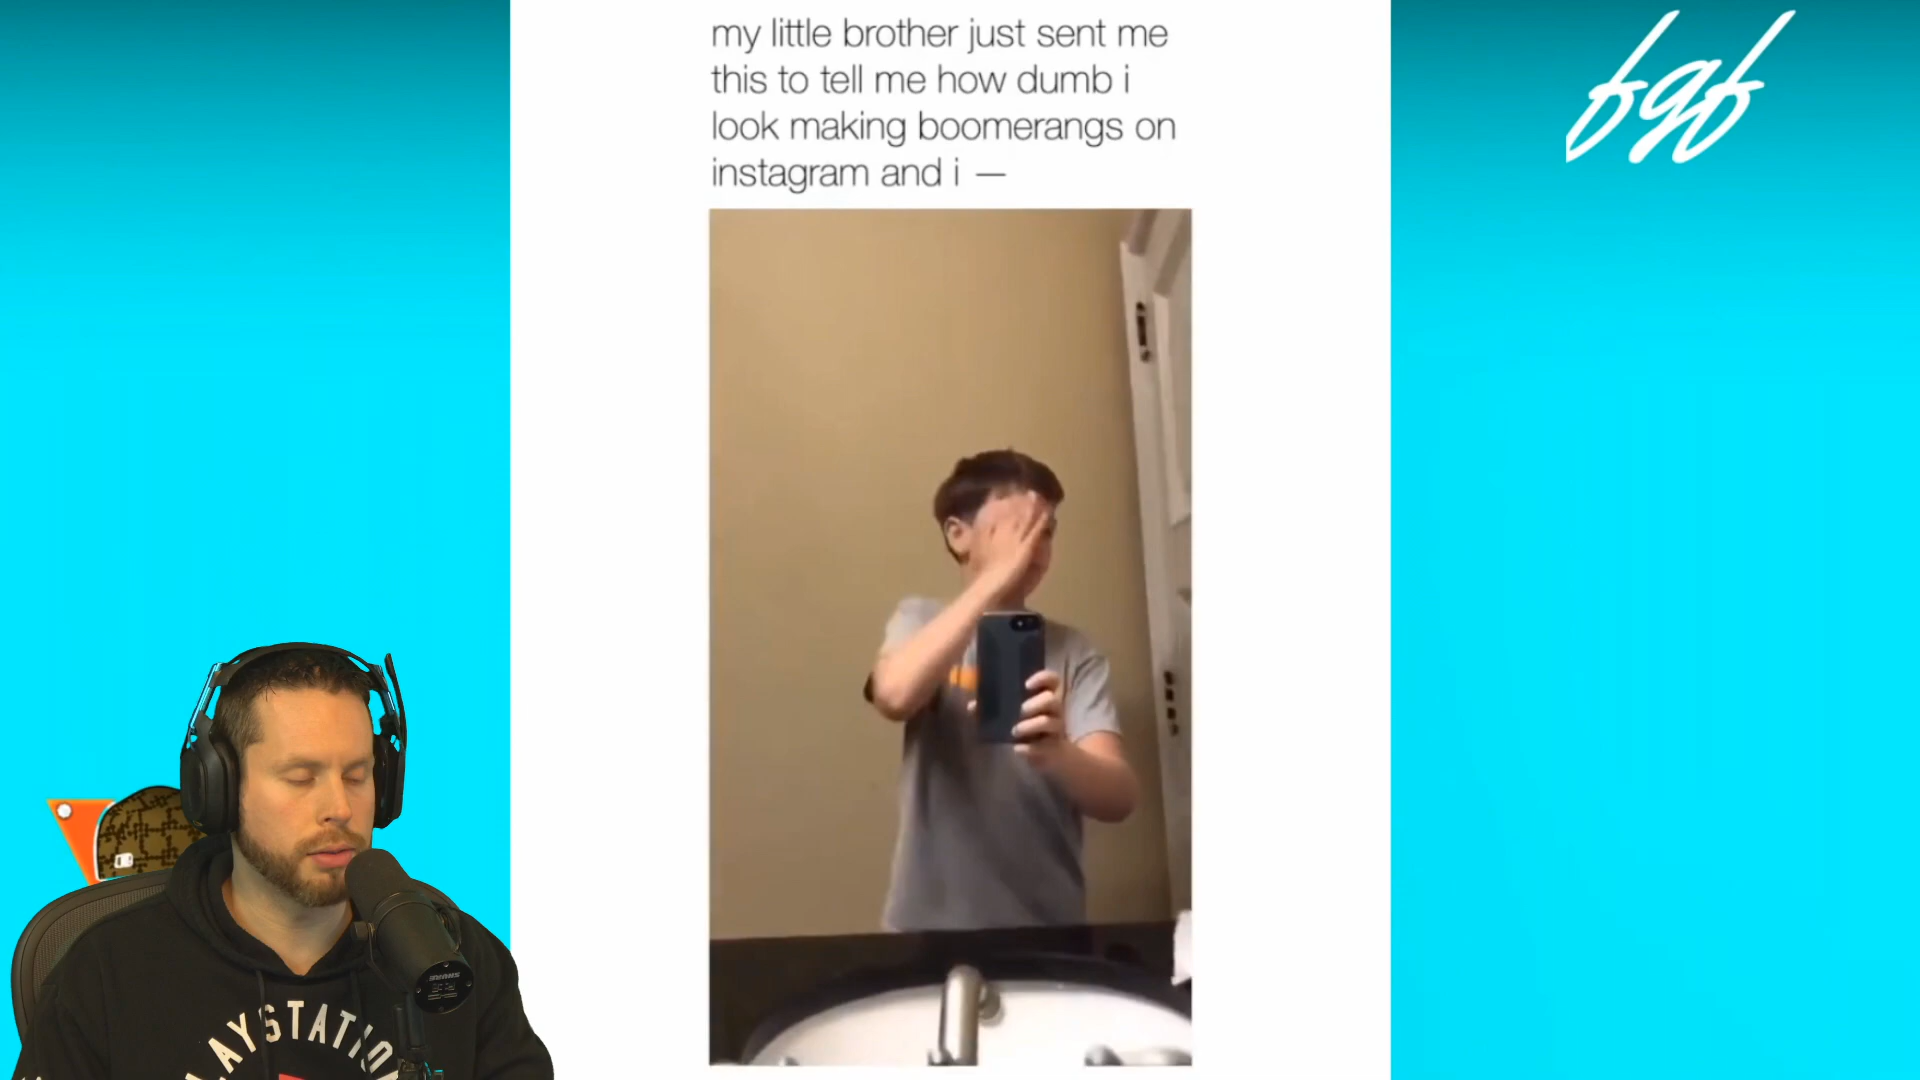 my little brother just sent me
this to tell me how dumb i
look making boomerangs on
instagram and i —
fgf
LAYSTATION